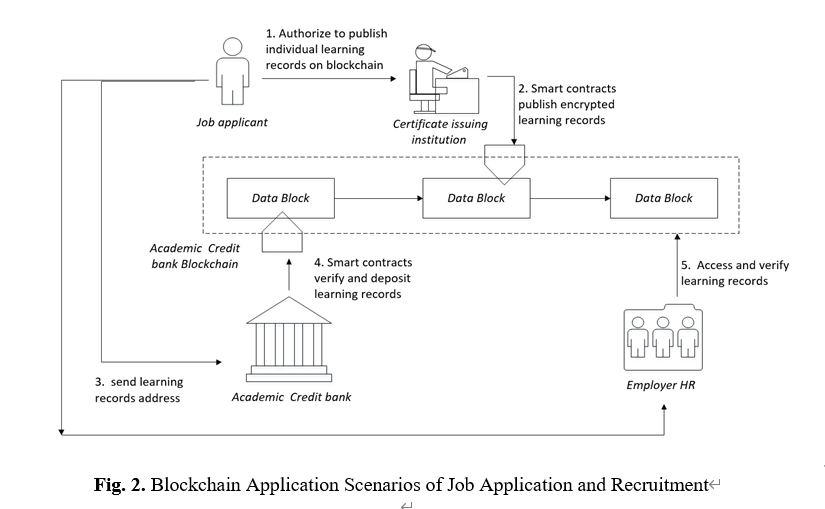 1. Authorize to publish
individual learning
records on blockchain
Job applicant
Certificate issuing
institution
2. Smart contracts
publish encrypted
learning records
Data Block
Data Block
Data Block
Academic Credit
bank Blockchain
4. Smart contracts
verify and deposit
learning records
5. Access and verify
learning records
3. send learning
records address
Academic Credit bank
Employer HR
Fig. 2. Blockchain Application Scenarios of Job Application and Recruitment↵
↵